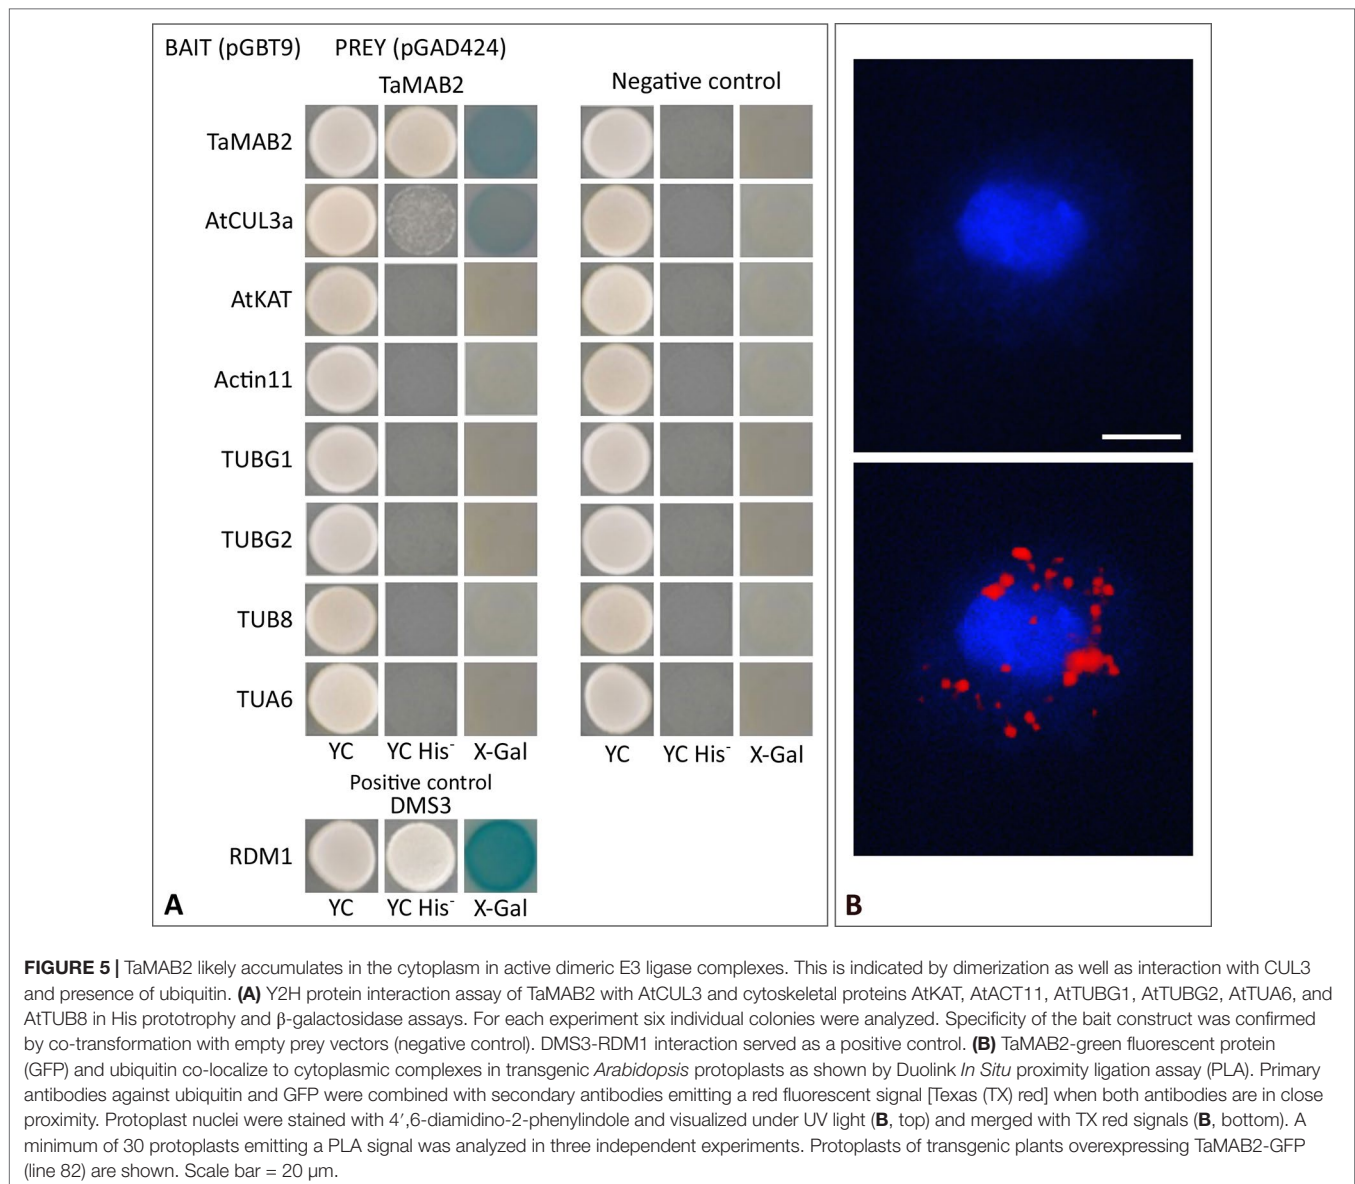 BAIT (pGBT9) PREY (pGAD424)
TaMAB2 Negative control
TaMAB2
AtCUL3a
AtKAT
Actin11
TUBG1
TUBG2
TUB8
TUA6
YC YC His⁻ X-Gal YC YC His⁻ X-Gal
Positive control
DMS3
RDM1
YC YC His⁻ X-Gal
A
B
FIGURE 5 | TaMAB2 likely accumulates in the cytoplasm in active dimeric E3 ligase complexes. This is indicated by dimerization as well as interaction with CUL3
and presence of ubiquitin. (A) Y2H protein interaction assay of TaMAB2 with AtCUL3 and cytoskeletal proteins AtKAT, AtACT11, AtTUBG1, AtTUBG2, AtTUA6, and
AtTUB8 in His prototrophy and β-galactosidase assays. For each experiment six individual colonies were analyzed. Specificity of the bait construct was confirmed
by co-transformation with empty prey vectors (negative control). DMS3-RDM1 interaction served as a positive control. (B) TaMAB2-green fluorescent protein
(GFP) and ubiquitin co-localize to cytoplasmic complexes in transgenic Arabidopsis protoplasts as shown by Duolink In Situ proximity ligation assay (PLA). Primary
antibodies against ubiquitin and GFP were combined with secondary antibodies emitting a red fluorescent signal [Texas (TX) red] when both antibodies are in close
proximity. Protoplast nuclei were stained with 4′,6-diamidino-2-phenylindole and visualized under UV light (B, top) and merged with TX red signals (B, bottom). A
minimum of 30 protoplasts emitting a PLA signal was analyzed in three independent experiments. Protoplasts of transgenic plants overexpressing TaMAB2-GFP
(line 82) are shown. Scale bar = 20 μm.